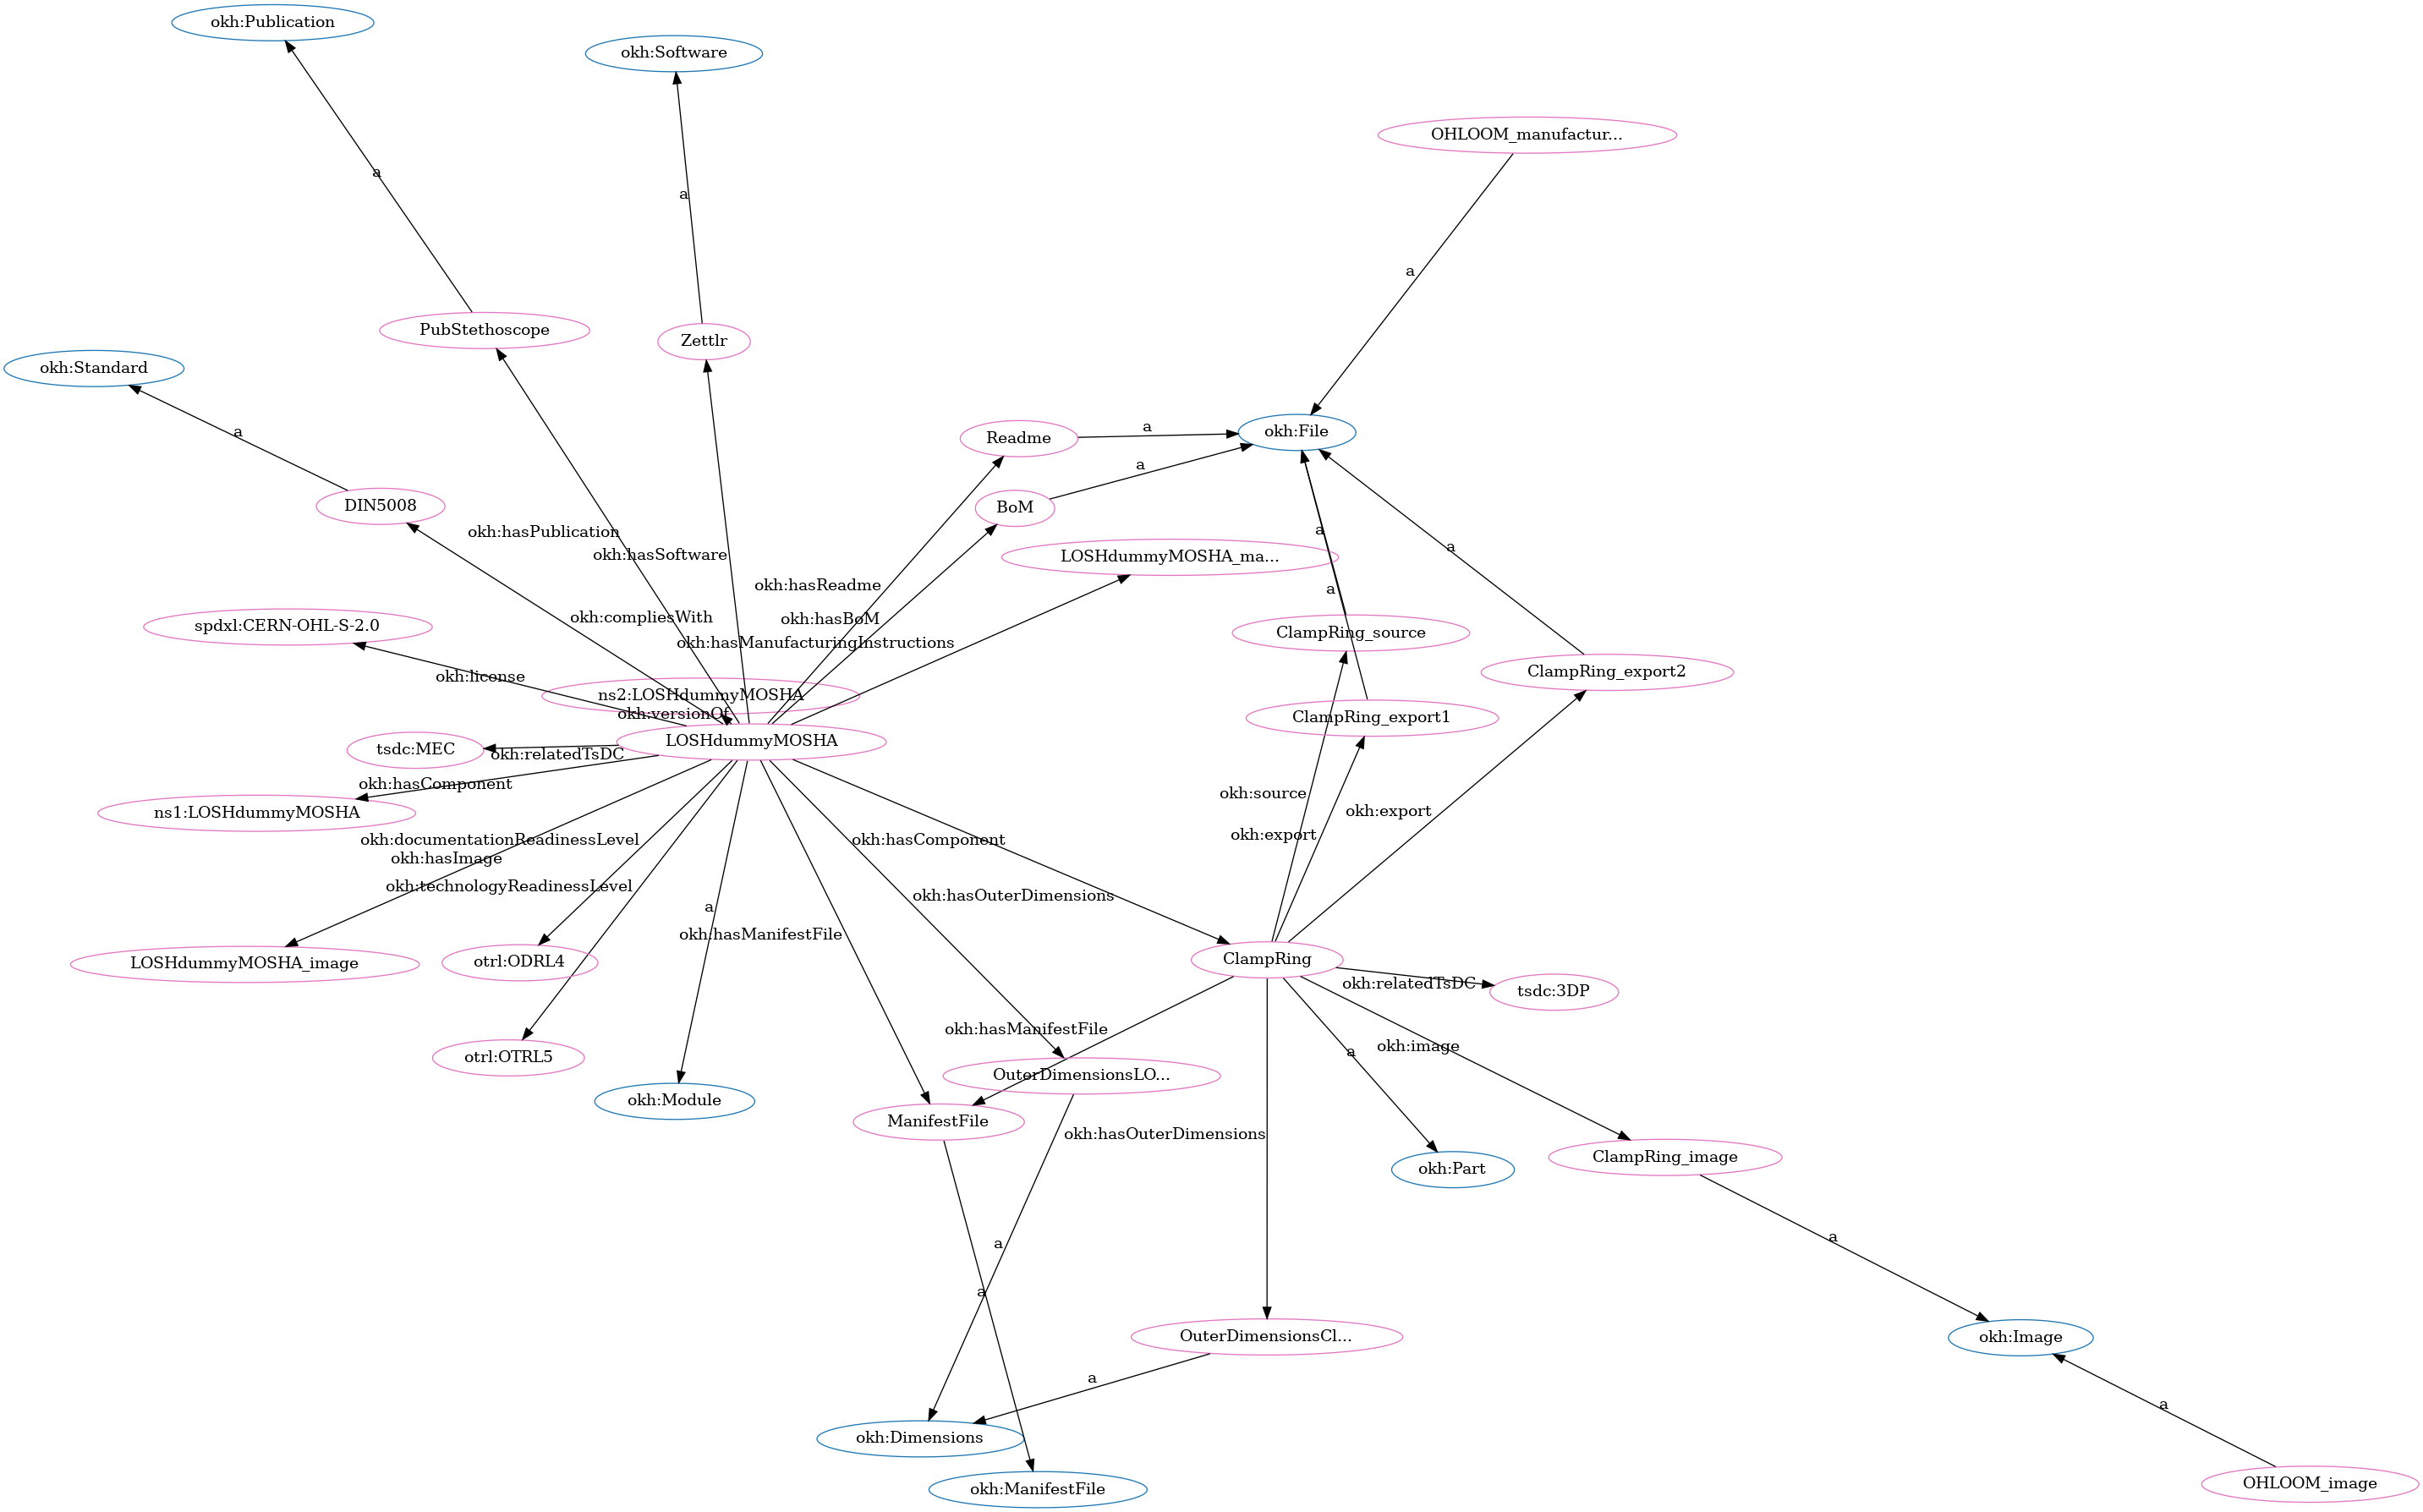 okh:Publication
okh:Software
OHLOOM_manufactur...
a
a
a
PubStethoscope
Zettlr
okh:Standard
a
Readme
a
okh:File
a
DIN5008
BoM
okh:hasPublication
okh:hasSoftware
LOSHdummyMOSHA_ma...
a
a
okh:hasReadme
a
okh:compliesWith
okh:hasBoM
spdxl:CERN-OHL-S-2.0
okh:hasManufacturingInstructions
ClampRing_source
okh:license
ns2:LOSHdummyMOSHA
ClampRing_export2
okh:versionOf
ClampRing_export1
LOSHdummyMOSHA
tsdc:MEC
okh:relatedTsDC
okh:hasComponent
okh:source
ns1:LOSHdummyMOSHA
okh:export
okh:export
okh:documentationReadinessLevel
okh:hasComponent
okh:hasImage
okh:technologyReadinessLevel
okh:hasOuterDimensions
a
okh:hasManifestFile
LOSHdummyMOSHA_image
otrl:ODRL4
ClampRing
okh:relatedTsDC
tsdc:3DP
okh:hasManifestFile
otrl:OTRL5
a
okh:image
OuterDimensionsLO...
okh:Module
ManifestFile
okh:hasOuterDimensions
okh:Part
ClampRing_image
a
a
a
OuterDimensionsCl...
okh:Image
a
a
okh:Dimensions
okh:ManifestFile
OHLOOM_image